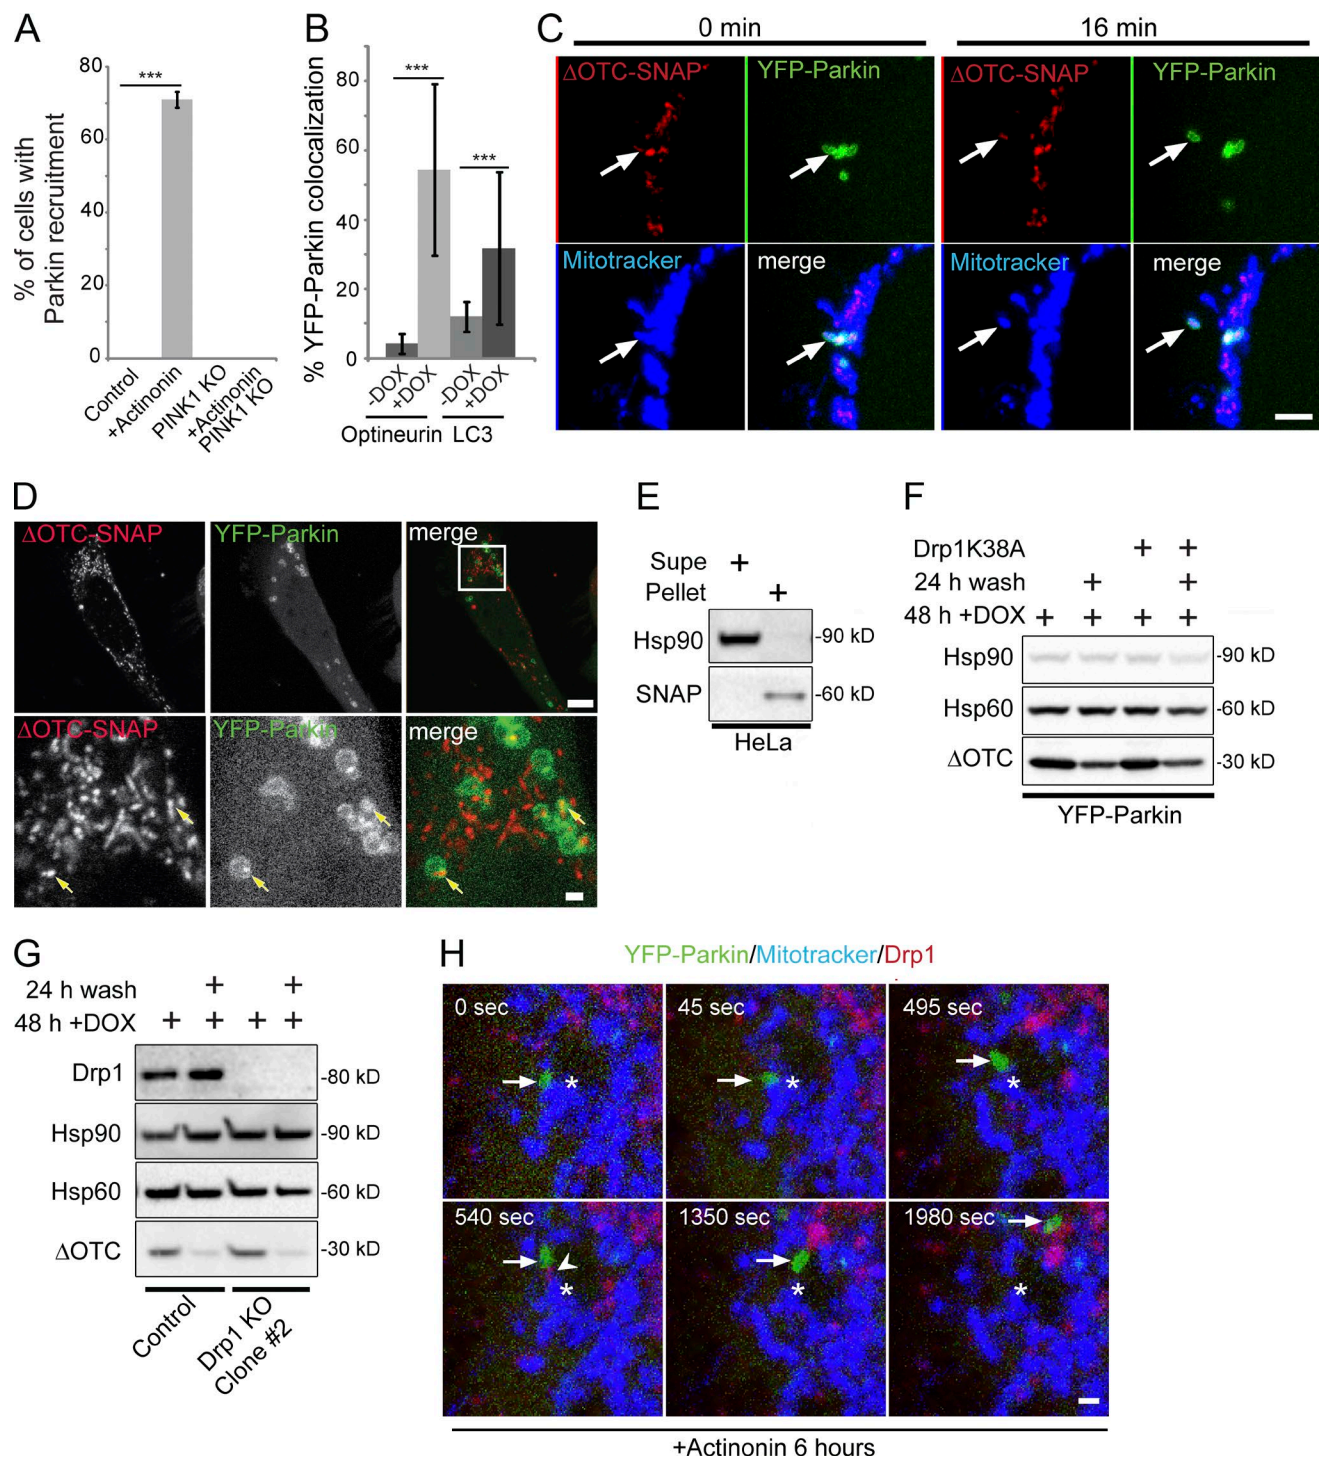 A
% of cells with
Parkin recruitment
80
60
40
20
0
***
Control
+Actinonin
PINK1 KO
+Actinonin
PINK1 KO
B
% YFP-Parkin colocalization
80
60
40
20
0
***
***
-DOX
+DOX
-DOX
+DOX
Optineurin
LC3
C
0 min
16 min
ΔOTC-SNAP
YFP-Parkin
ΔOTC-SNAP
YFP-Parkin
Mitotracker
merge
Mitotracker
merge
D
ΔOTC-SNAP
YFP-Parkin
merge
ΔOTC-SNAP
YFP-Parkin
merge
E
Supe +
Pellet +
Hsp90 -90 kD
SNAP -60 kD
HeLa
F
Drp1K38A + +
24 h wash + +
48 h +DOX + + + +
Hsp90 -90 kD
Hsp60 -60 kD
ΔOTC -30 kD
YFP-Parkin
G
24 h wash + +
48 h +DOX + + + +
Drp1 -80 kD
Hsp90 -90 kD
Hsp60 -60 kD
ΔOTC -30 kD
Control
Drp1 KO
Clone #2
H
YFP-Parkin/Mitotracker/Drp1
0 sec
45 sec
495 sec
*
*
*
540 sec
1350 sec
1980 sec
*
*
*
+Actinonin 6 hours